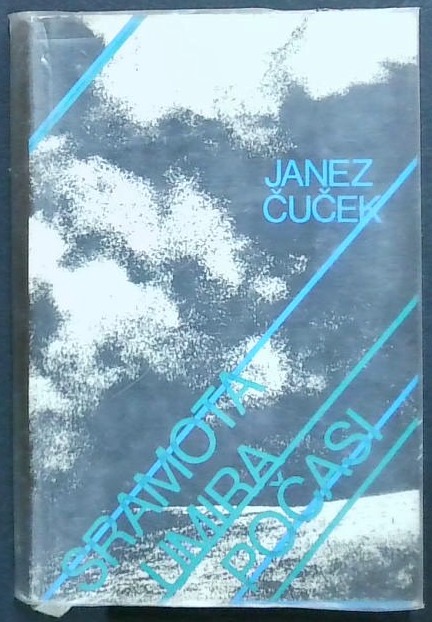 JANEZ
ČUČEK
SRAMOTA
UMIRA
POČASI